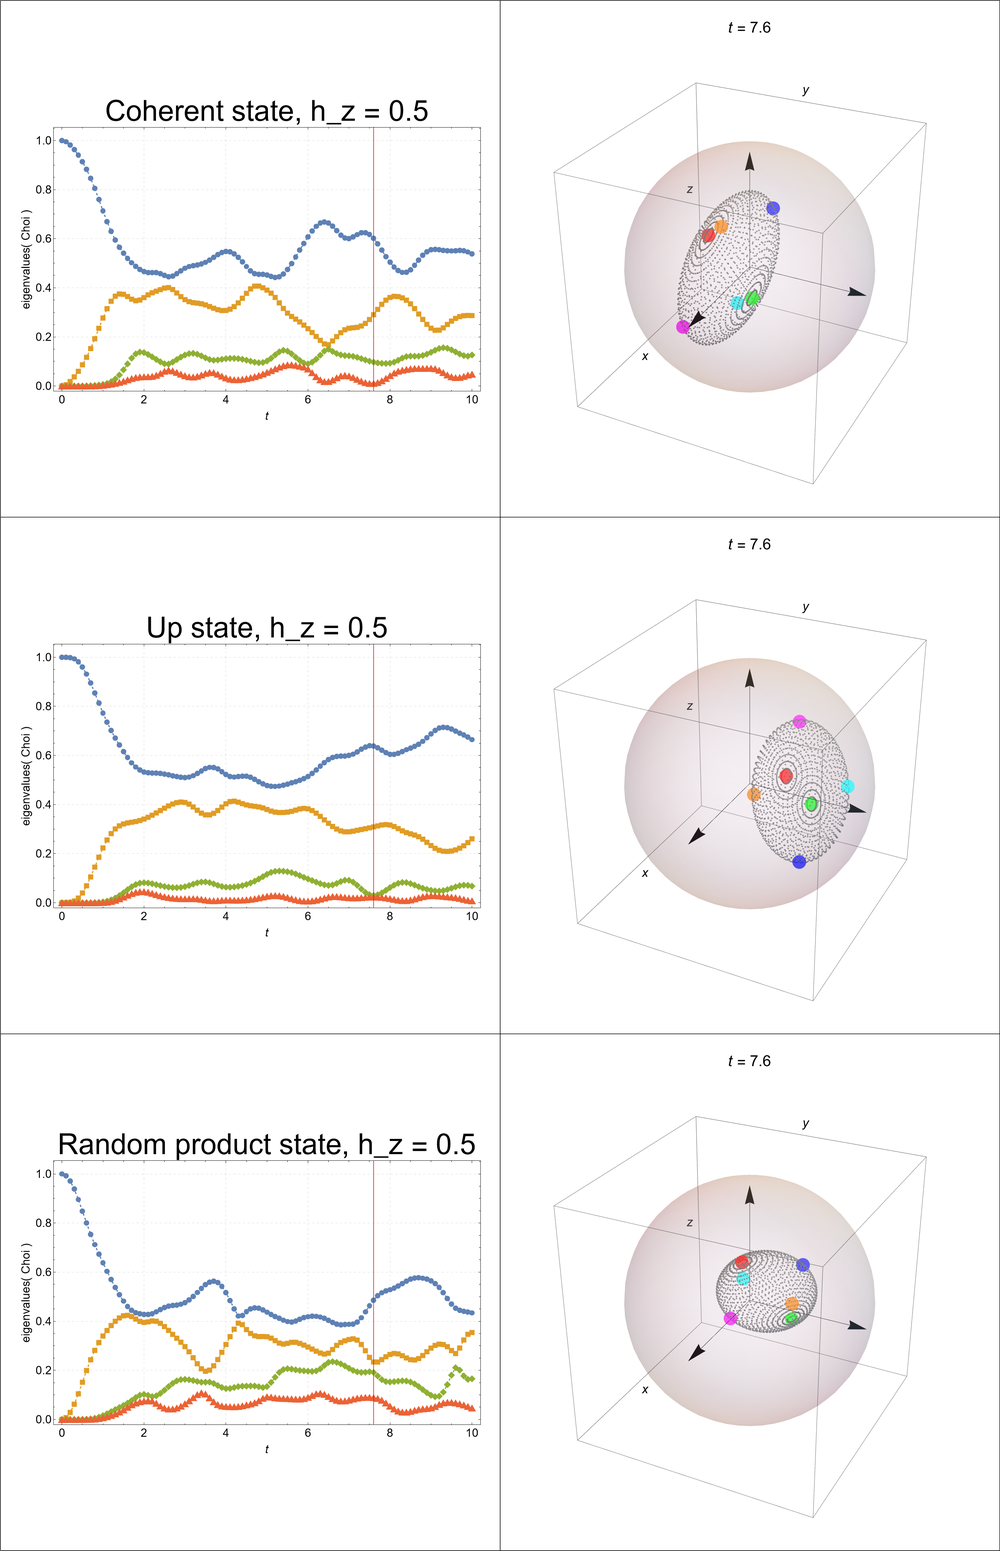 t = 7.6
Coherent state, h_z = 0.5
eigenvalues( Choi )
1.0
0.8
0.6
0.4
0.2
0.0
0 2 4 6 8 10
t
y
z
x
t = 7.6
Up state, h_z = 0.5
eigenvalues( Choi )
1.0
0.8
0.6
0.4
0.2
0.0
0 2 4 6 8 10
t
y
z
x
t = 7.6
Random product state, h_z = 0.5
eigenvalues( Choi )
1.0
0.8
0.6
0.4
0.2
0.0
0 2 4 6 8 10
t
y
z
x